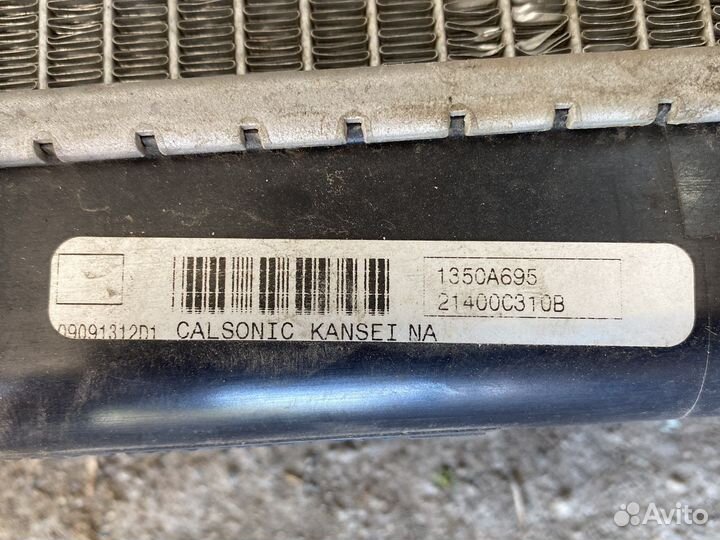 1350A695
21400C310B
09091312D1 CALSONIC KANSEI NA
Avito